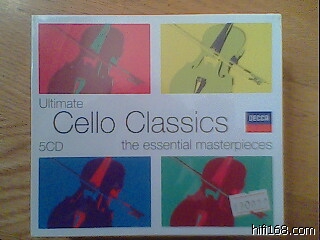 Ultimate
Cello Classics
DECCA
5CD
the essential masterpieces
hifi168.com